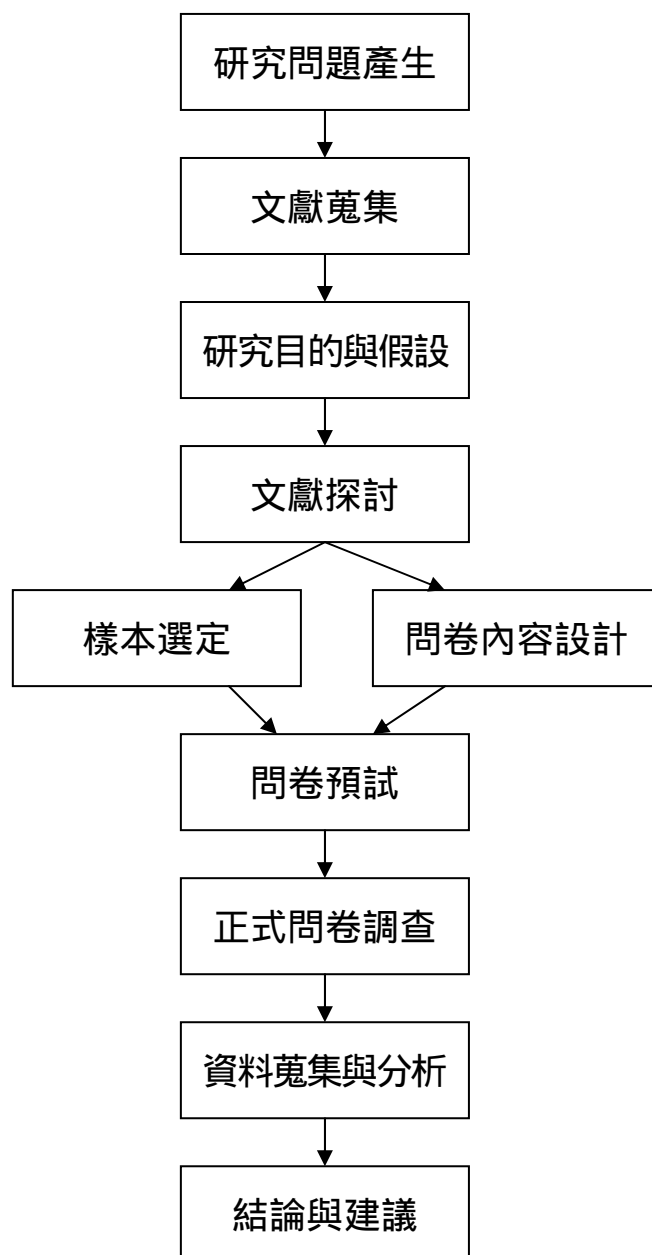 研究問題產生
文獻蒐集
研究目的與假設
文獻探討
樣本選定
問卷內容設計
問卷預試
正式問卷調查
資料蒐集與分析
結論與建議